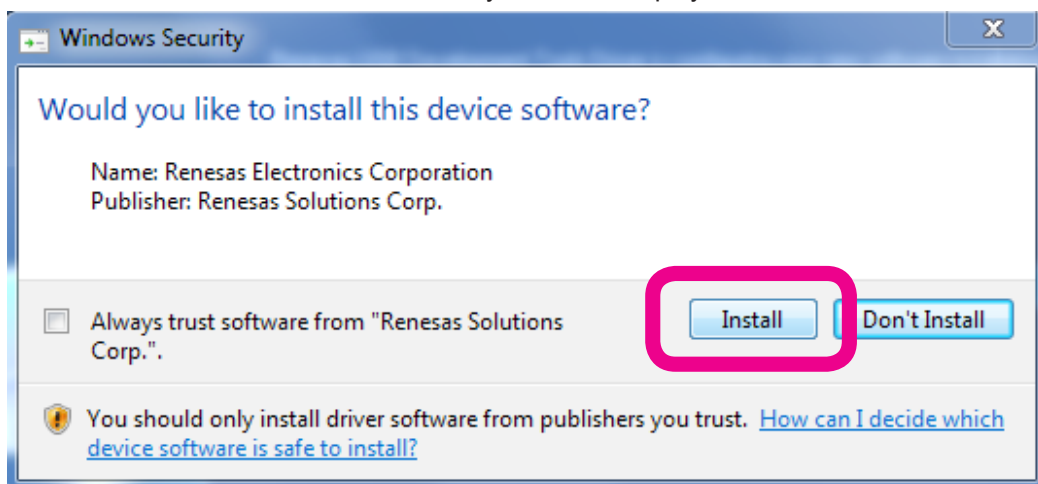 Windows Security
X
Would you like to install this device software?
Name: Renesas Electronics Corporation
Publisher: Renesas Solutions Corp.
Always trust software from "Renesas Solutions
Corp.".
Install
Don't Install
You should only install driver software from publishers you trust. How can I decide which
device software is safe to install?